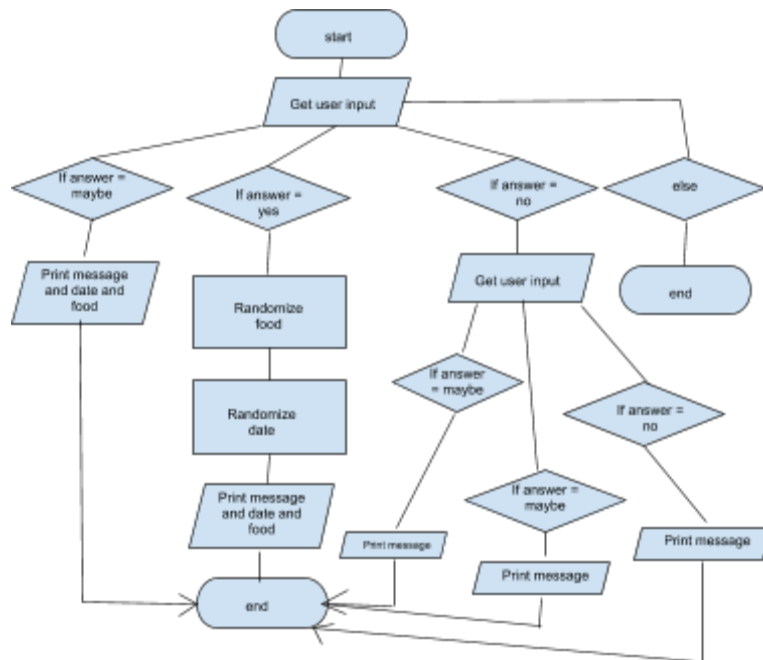 start
Get user input
If answer =
maybe
If answer =
yes
If answer =
no
else
Print message
and date and
food
Get user input
end
Randomize
food
If answer
= maybe
Randomize
date
If answer =
no
If answer =
maybe
Print message
and date and
food
Print message
Print message
Print message
end